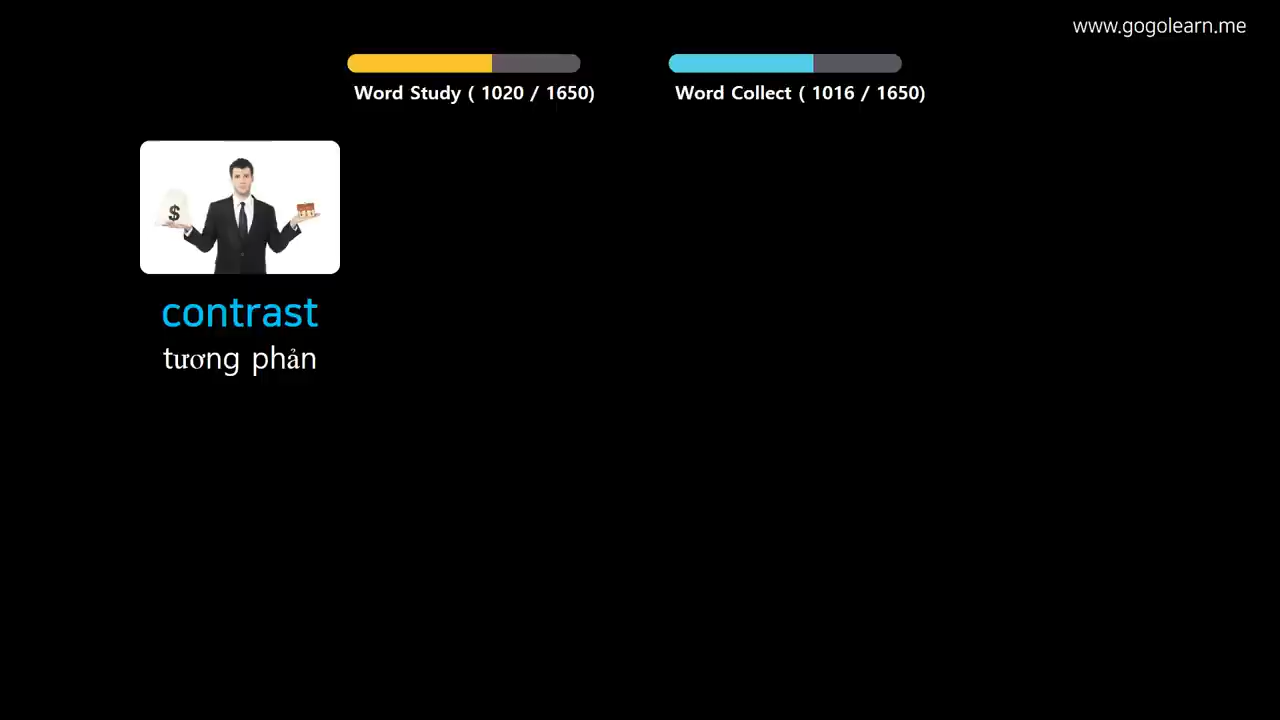 www.gogolearn.me
Word Study ( 1020 / 1650)
Word Collect ( 1016 / 1650)
$
contrast
tương phản